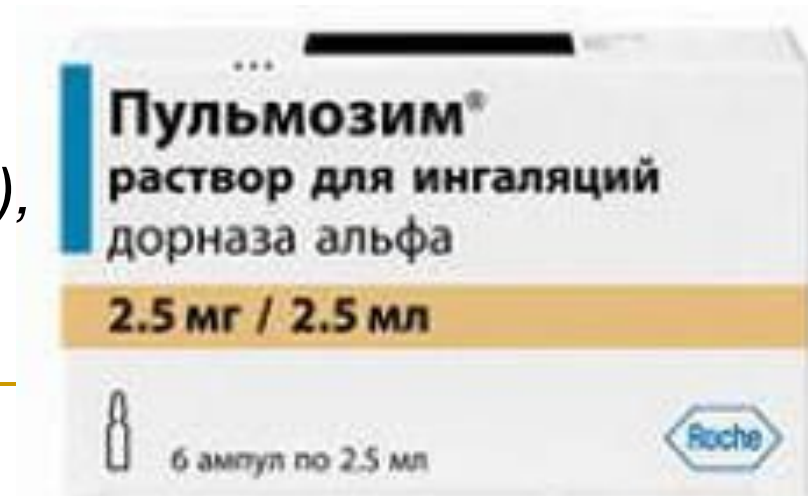 ),
Пульмозим®
раствор для ингаляций
дорназа альфа
2.5 мг / 2.5 мл
6 ампул по 2.5 мл
Roche